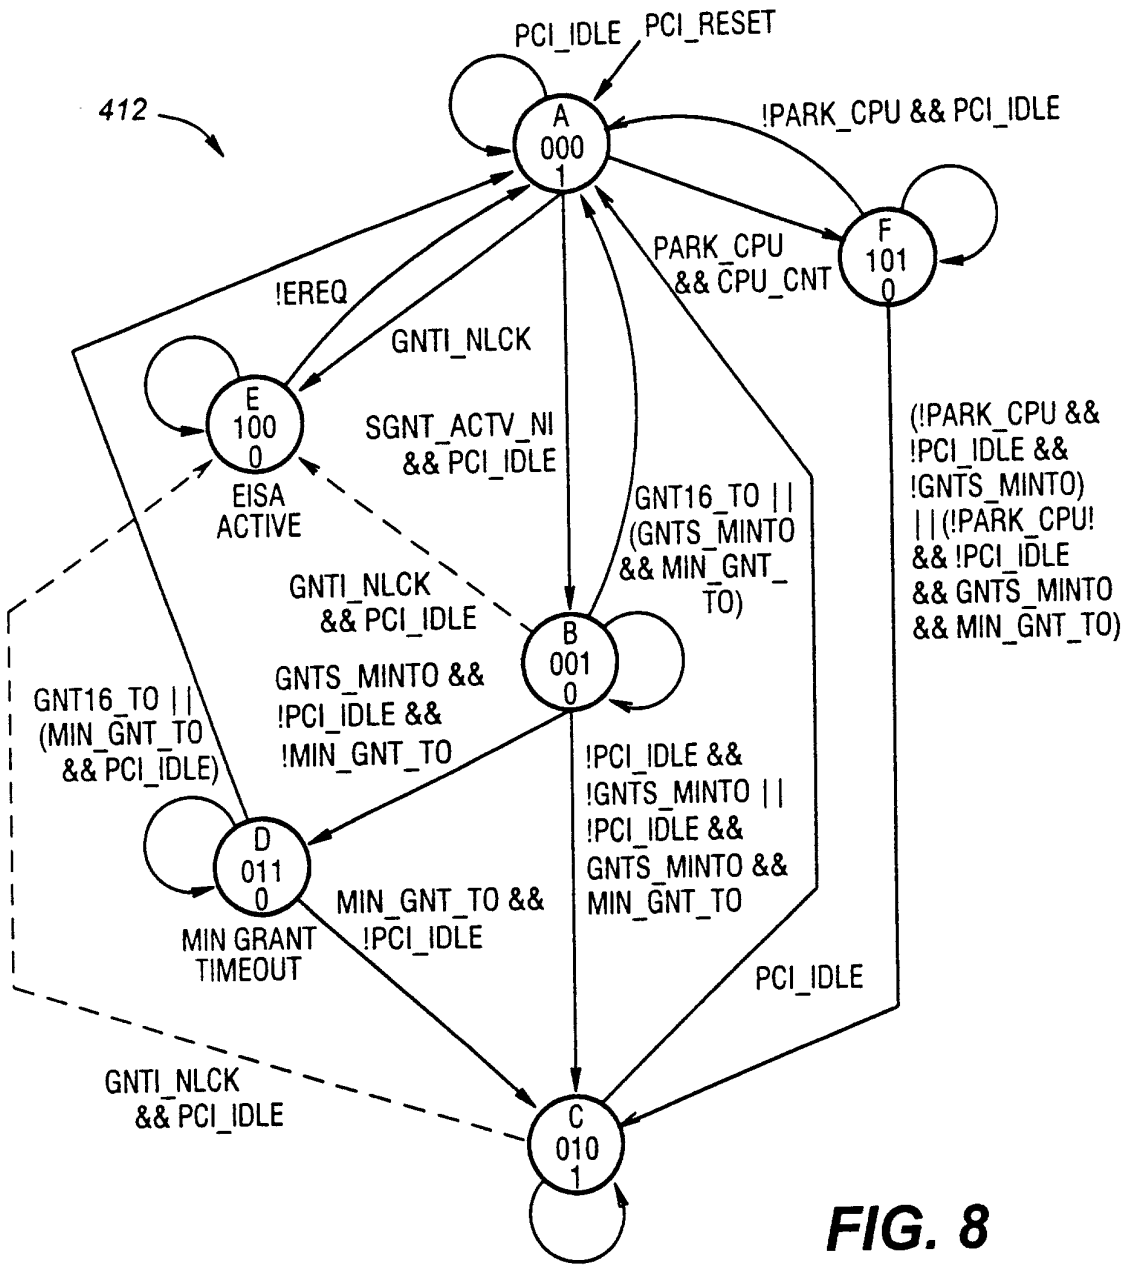 PCI_IDLE
PCI_RESET
412
A
000
1
!PARK_CPU && PCI_IDLE
F
101
0
PARK_CPU
&& CPU_CNT
!EREQ
GNTI_NLCK
E
100
0
EISA
ACTIVE
SGNT_ACTV_NI
&& PCI_IDLE
(!PARK_CPU &&
!PCI_IDLE &&
!GNTS_MINTO)
||(!PARK_CPU!
&& !PCI_IDLE
&& GNTS_MINTO
&& MIN_GNT_TO)
GNT16_TO ||
(GNTS_MINTO
&& MIN_GNT_
TO)
GNTI_NLCK
&& PCI_IDLE
B
001
0
GNTS_MINTO &&
!PCI_IDLE &&
!MIN_GNT_TO
GNT16_TO ||
(MIN_GNT_TO
&& PCI_IDLE)
!PCI_IDLE &&
!GNTS_MINTO ||
!PCI_IDLE &&
GNTS_MINTO &&
MIN_GNT_TO
D
011
0
MIN GRANT
TIMEOUT
MIN_GNT_TO &&
!PCI_IDLE
PCI_IDLE
GNTI_NLCK
&& PCI_IDLE
C
010
1
FIG. 8